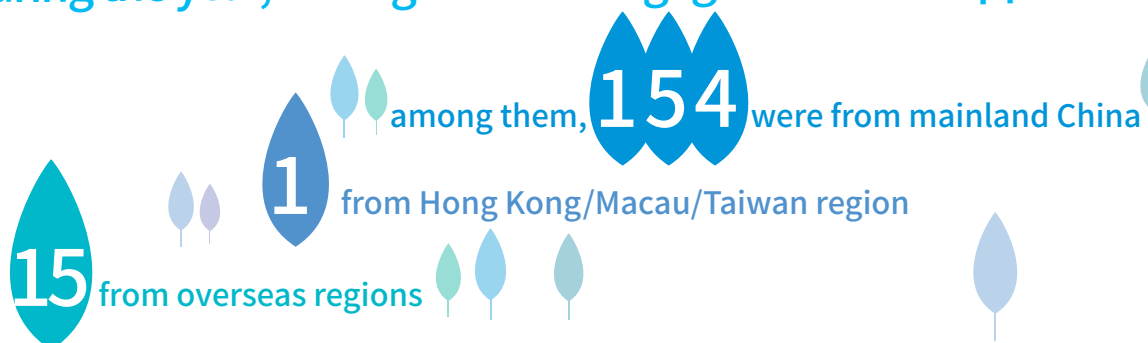 among them, 154 were from mainland China
1 from Hong Kong/Macau/Taiwan region
15 from overseas regions